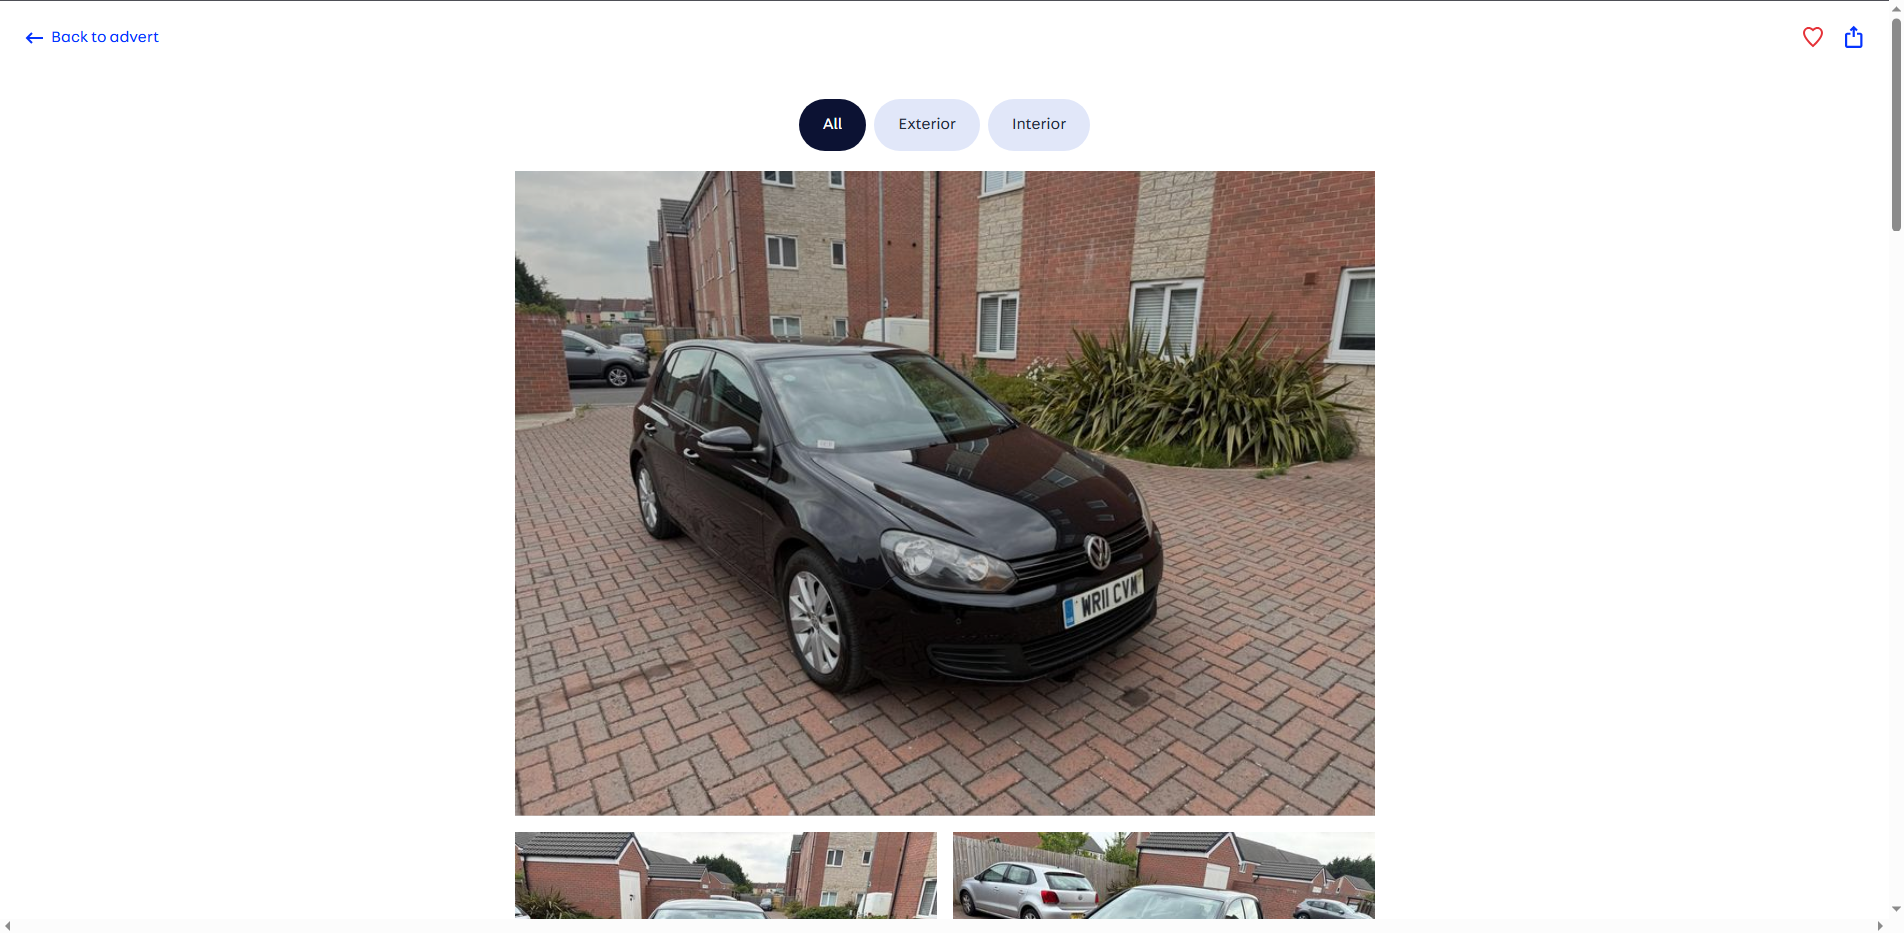 Back to advert
All
Exterior
Interior
WR11 CVM